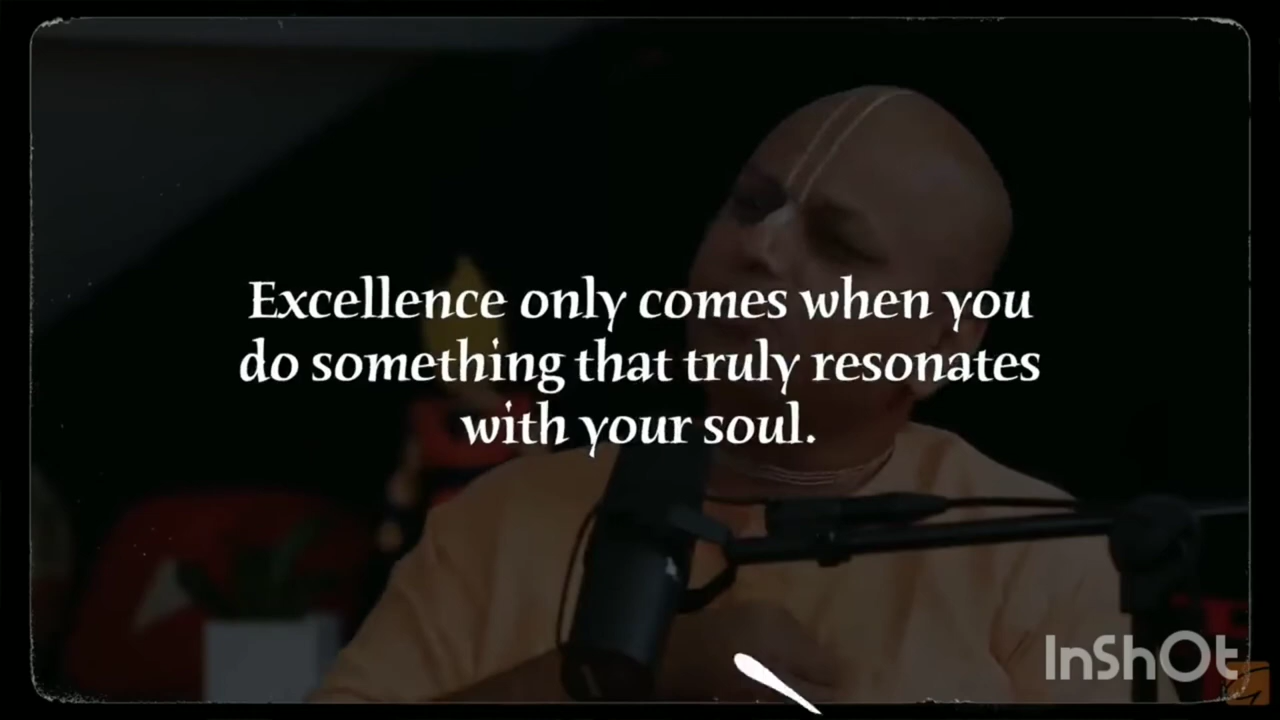 Excellence only comes when you
do something that truly resonates
with your soul.
InShOt